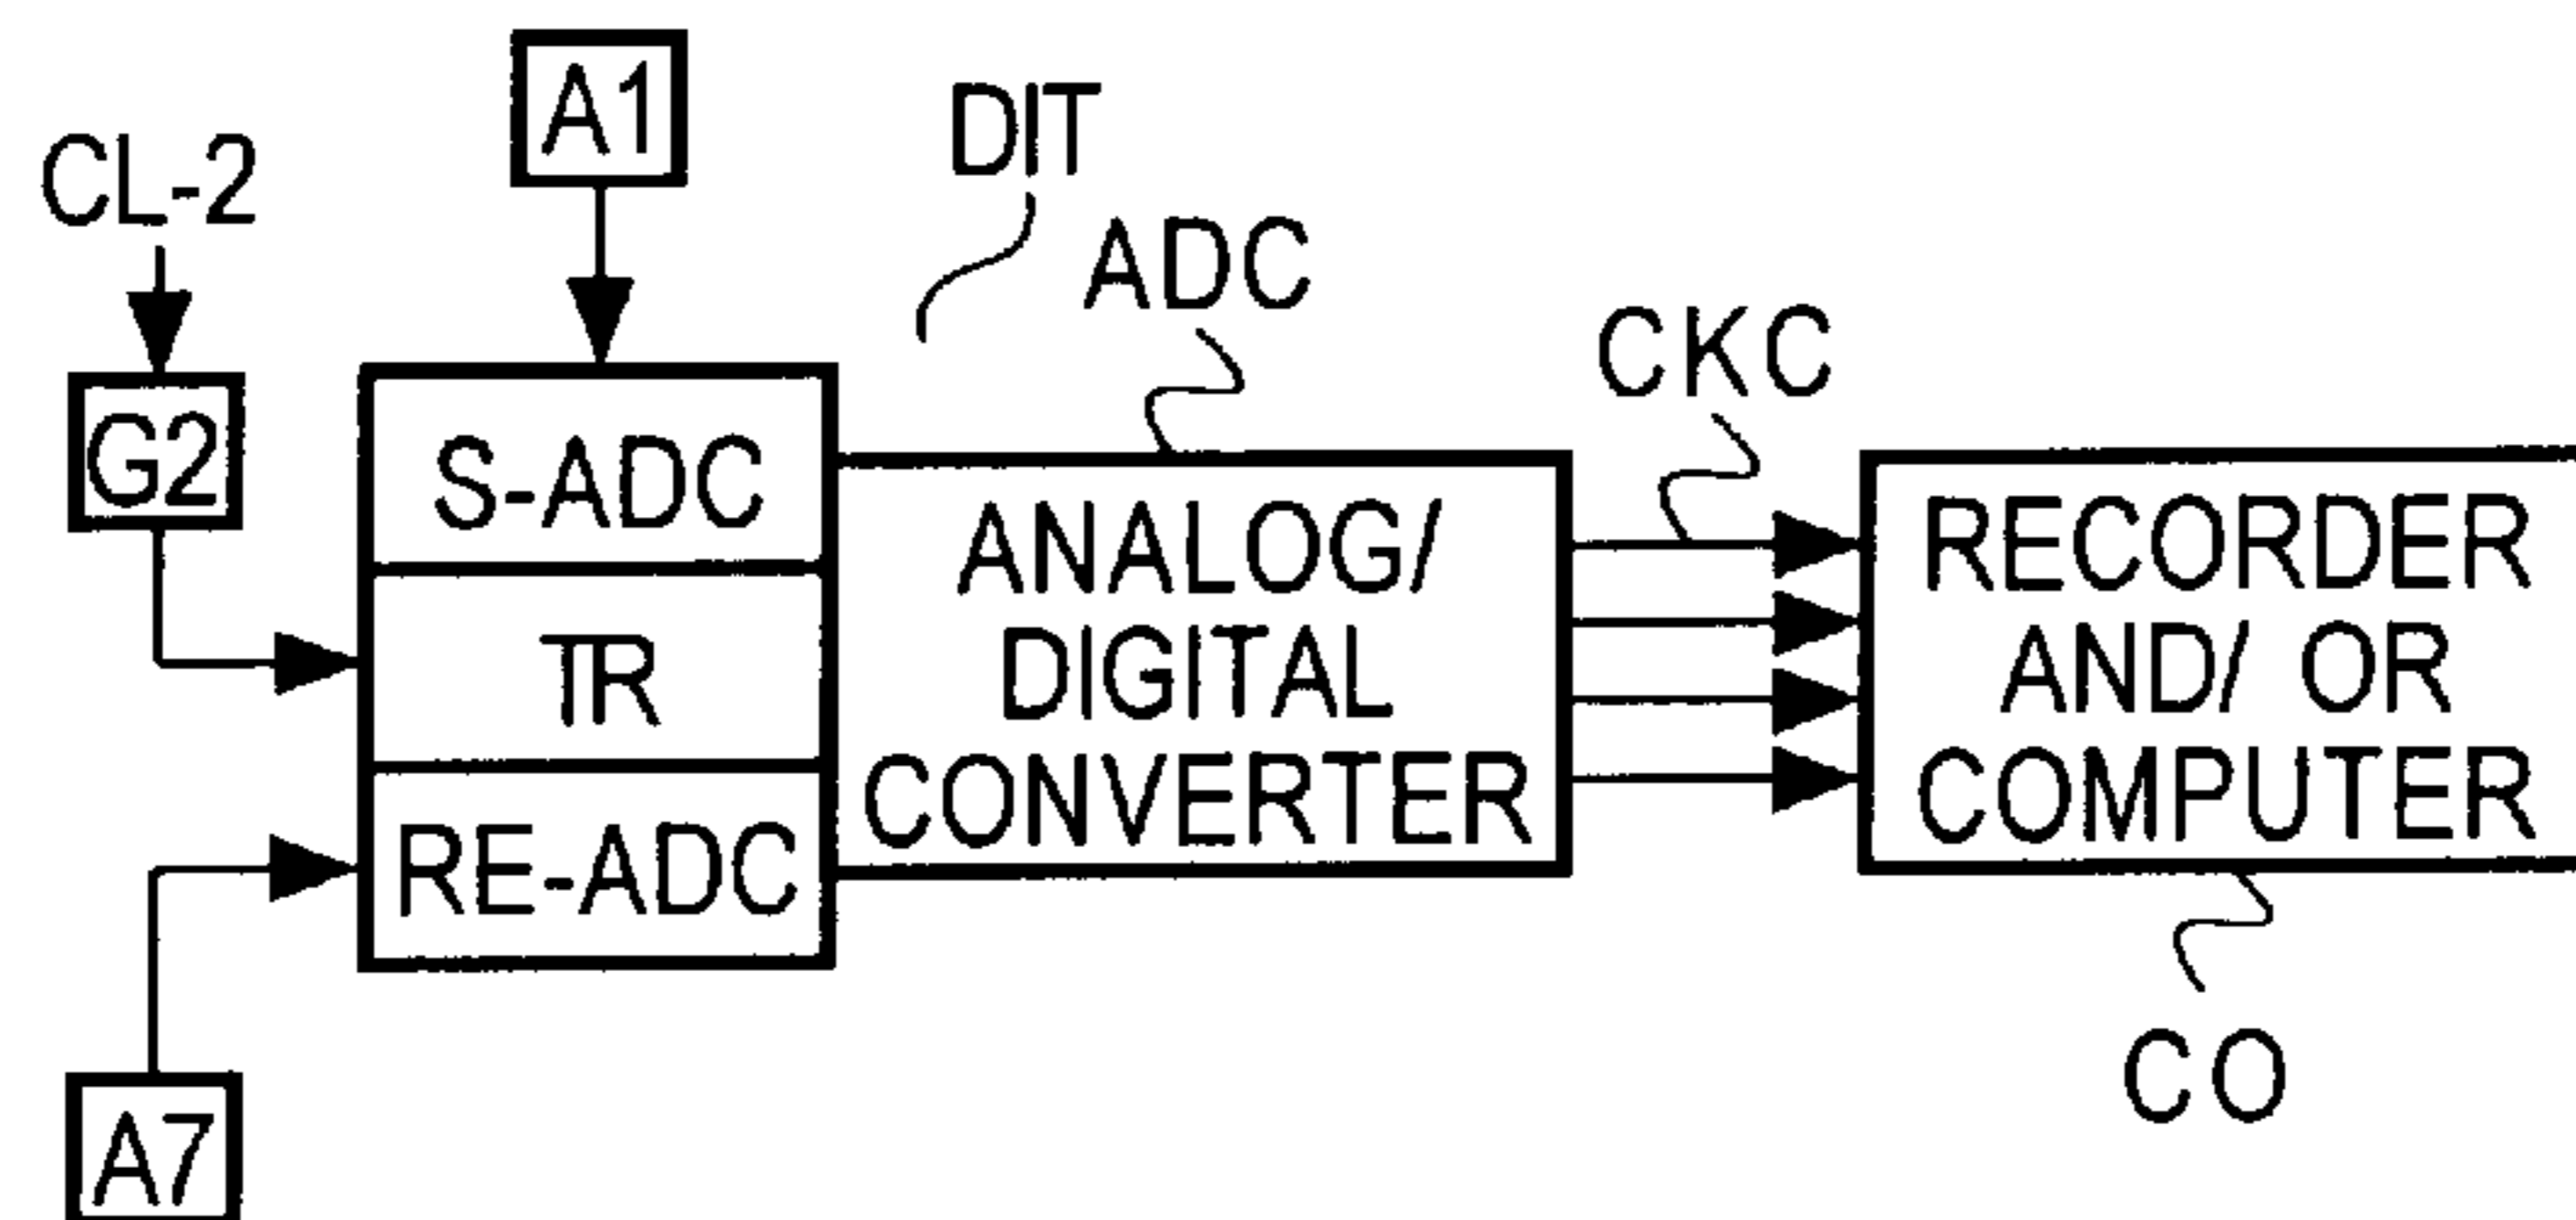 A1
DIT
CL-2
ADC
CKC
G2
S-ADC
TR
RE-ADC
ANALOG/
DIGITAL
CONVERTER
RECORDER
AND/ OR
COMPUTER
CO
A7